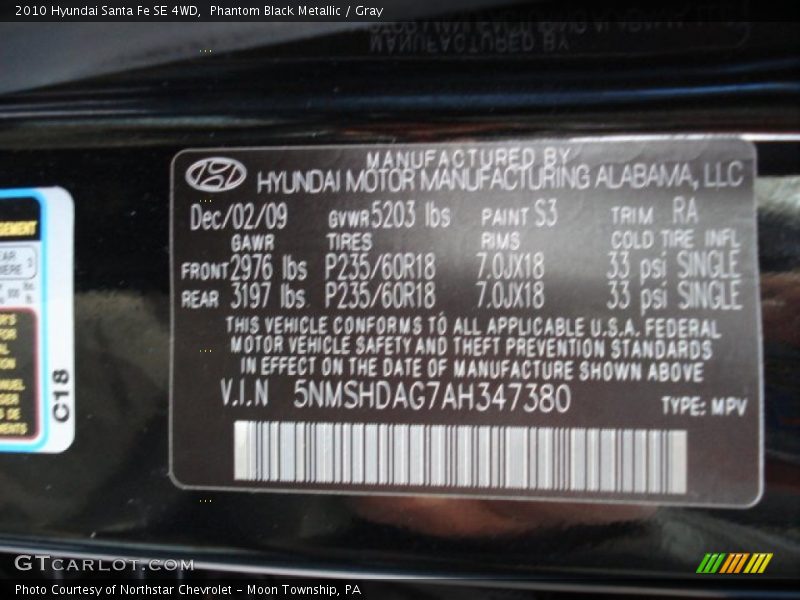 2010 Hyundai Santa Fe SE 4WD, Phantom Black Metallic / Gray
MANUFACTURED BY
HYUNDAI MOTOR MANUFACTURING ALABAMA, LLC
Dec/02/09 GVWR 5203 lbs PAINT S3 TRIM RA
GAWR TIRES RIMS COLD TIRE INFL
FRONT 2976 lbs P235/60R18 7.0JX18 33 psi SINGLE
REAR 3197 lbs P235/60R18 7.0JX18 33 psi SINGLE
THIS VEHICLE CONFORMS TO ALL APPLICABLE U.S.A. FEDERAL
MOTOR VEHICLE SAFETY AND THEFT PREVENTION STANDARDS
IN EFFECT ON THE DATE OF MANUFACTURE SHOWN ABOVE
V.I.N 5NMSHDAG7AH347380 TYPE: MPV
C18
GTCARLOT.COM
Photo Courtesy of Northstar Chevrolet - Moon Township, PA